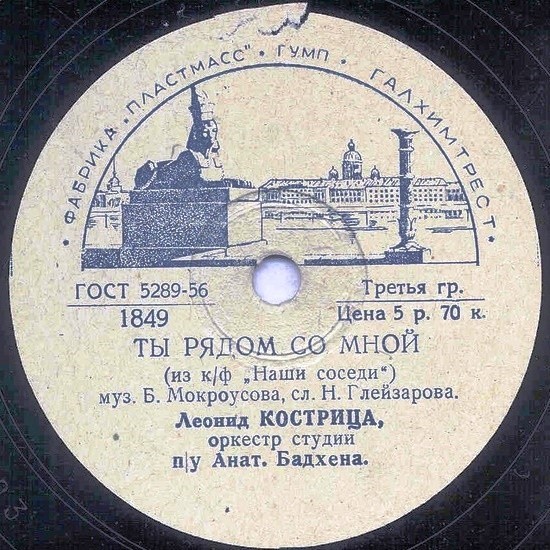 ФАБРИКА „ПЛАСТМАСС" · ГУМП · ГАЛХИМТРЕСТ
ГОСТ 5289-56
Третья гр.
1849
Цена 5 р. 70 к.
ТЫ РЯДОМ СО МНОЙ
(из к/ф „Наши соседи")
муз. Б. Мокроусова, сл. Н. Глейзарова.
Леонид КОСТРИЦА,
оркестр студии
п/у Анат. Бадхена.